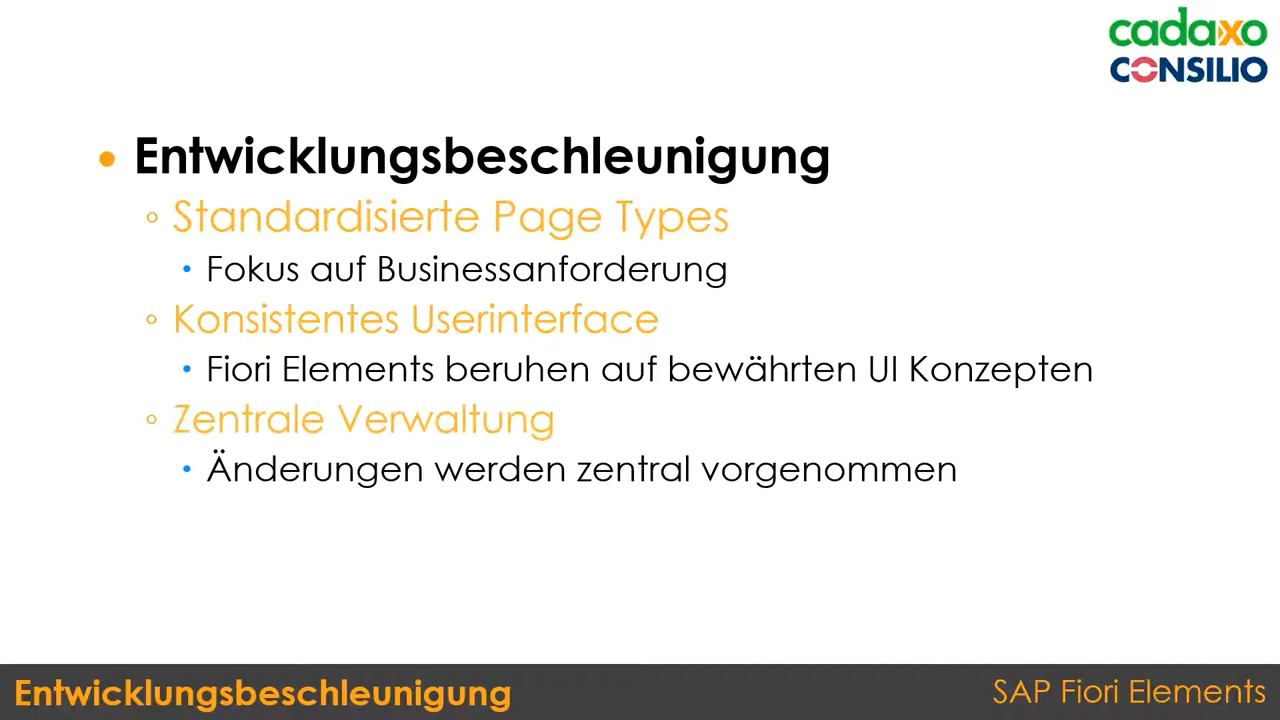 cadaxo
CONSILIO
Entwicklungsbeschleunigung
Standardisierte Page Types
Fokus auf Businessanforderung
Konsistentes Userinterface
Fiori Elements beruhen auf bewährten UI Konzepten
Zentrale Verwaltung
Änderungen werden zentral vorgenommen
Entwicklungsbeschleunigung
SAP Fiori Elements